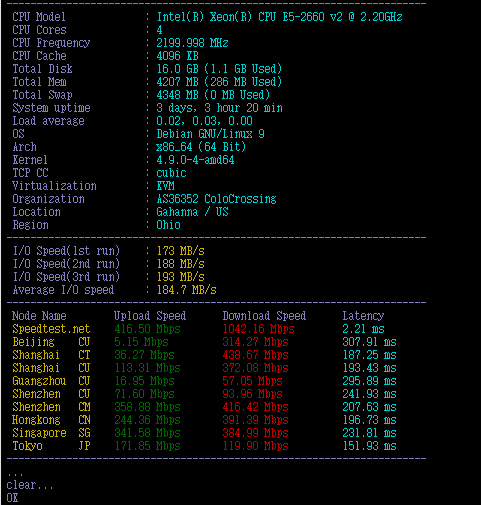 CPU Model : Intel(R) Xeon(R) CPU E5-2660 v2 @ 2.20GHz
CPU Cores : 4
CPU Frequency : 2199.998 MHz
CPU Cache : 4096 KB
Total Disk : 16.0 GB (1.1 GB Used)
Total Mem : 4207 MB (286 MB Used)
Total Swap : 4348 MB (0 MB Used)
System uptime : 3 days, 3 hour 20 min
Load average : 0.02, 0.03, 0.00
OS : Debian GNU/Linux 9
Arch : x86_64 (64 Bit)
Kernel : 4.9.0-4-amd64
TCP CC : cubic
Virtualization : KVM
Organization : AS36352 ColoCrossing
Location : Gahanna / US
Region : Ohio
I/O Speed(1st run) : 173 MB/s
I/O Speed(2nd run) : 188 MB/s
I/O Speed(3rd run) : 193 MB/s
Average I/O speed : 184.7 MB/s
Node Name Upload Speed Download Speed Latency
Speedtest.net 416.50 Mbps 1042.16 Mbps 2.21 ms
Beijing CU 5.15 Mbps 314.27 Mbps 307.91 ms
Shanghai CT 36.27 Mbps 438.67 Mbps 187.25 ms
Shanghai CU 113.31 Mbps 372.08 Mbps 193.43 ms
Guangzhou CU 16.95 Mbps 57.05 Mbps 295.89 ms
Shenzhen CU 71.60 Mbps 93.96 Mbps 241.93 ms
Shenzhen CM 358.88 Mbps 416.42 Mbps 207.63 ms
Hongkong CN 244.36 Mbps 391.39 Mbps 196.73 ms
Singapore SG 341.58 Mbps 384.99 Mbps 231.81 ms
Tokyo JP 171.85 Mbps 119.90 Mbps 151.93 ms
...
clear...
OK